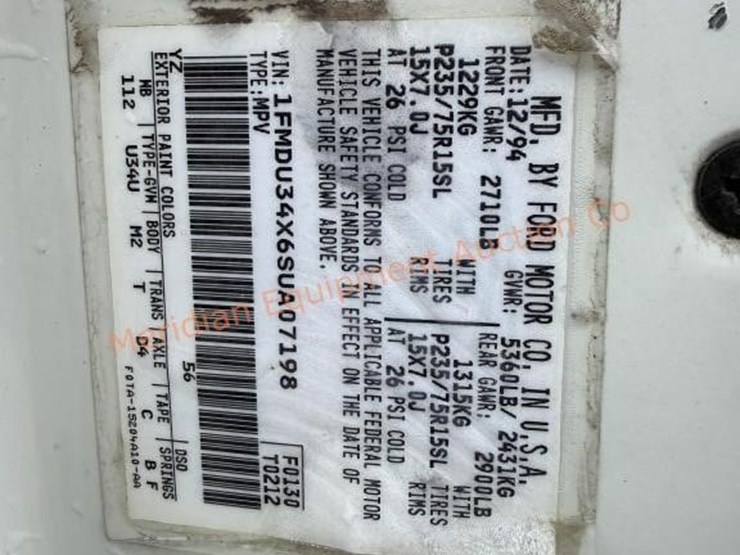 MFD. BY FORD MOTOR CO. IN U.S.A.
DATE: 12/94 GVWR: 5360LB/ 2431KG
FRONT GAWR: 2710LB REAR GAWR: 2900LB
1229KG WITH 1315KG WITH
P235/75R15SL TIRES P235/75R15SL TIRES
15X7.0J RIMS 15X7.0J RIMS
AT 26 PSI COLD AT 26 PSI COLD
THIS VEHICLE CONFORMS TO ALL APPLICABLE FEDERAL MOTOR
VEHICLE SAFETY STANDARDS IN EFFECT ON THE DATE OF
MANUFACTURE SHOWN ABOVE.
VIN: 1FMDU34X6SUA07198 F0130
TYPE: MPV T0212
YZ 56
EXTERIOR PAINT COLORS DSO
WB TYPE-GVW BODY TRANS AXLE TAPE SPRINGS
112 U34U M2 T D4 C B F
F0TA-15204A10-AA
Meridian Equipment Auction Co